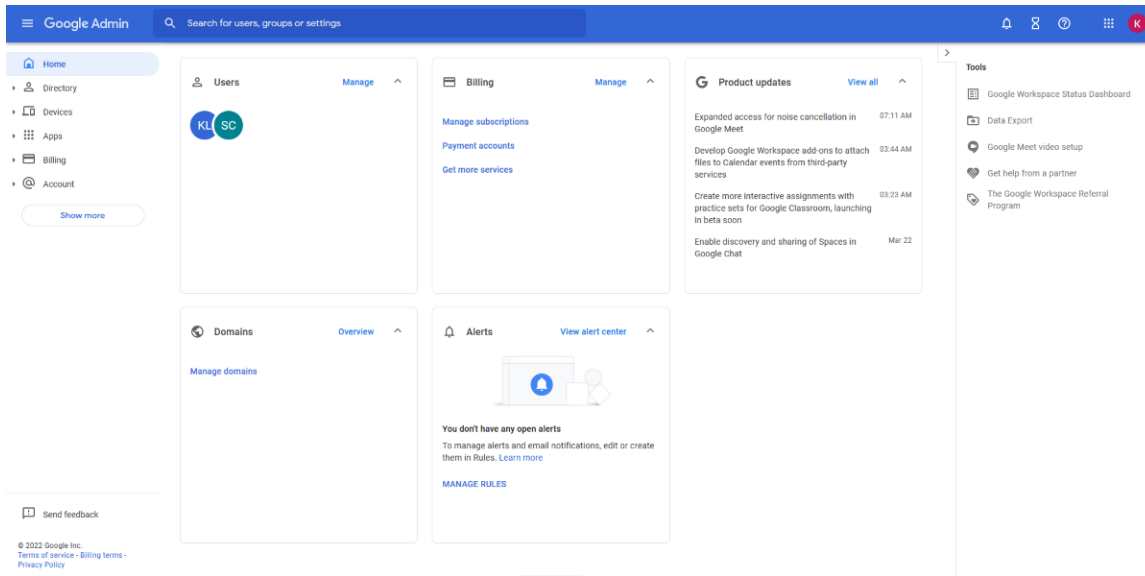 Google Admin
Search for users, groups or settings
K
Home
Directory
Devices
Apps
Billing
Account
Show more
Send feedback
© 2022 Google Inc.
Terms of service - Billing terms -
Privacy Policy
Users
Manage
KL
SC
Billing
Manage
Manage subscriptions
Payment accounts
Get more services
Product updates
View all
Expanded access for noise cancellation in 07:11 AM
Google Meet
Develop Google Workspace add-ons to attach 03:44 AM
files to Calendar events from third-party
services
Create more interactive assignments with 03:23 AM
practice sets for Google Classroom, launching
in beta soon
Enable discovery and sharing of Spaces in Mar 22
Google Chat
Domains
Overview
Manage domains
Alerts
View alert center
You don't have any open alerts
To manage alerts and email notifications, edit or create
them in Rules. Learn more
MANAGE RULES
Tools
Google Workspace Status Dashboard
Data Export
Google Meet video setup
Get help from a partner
The Google Workspace Referral
Program